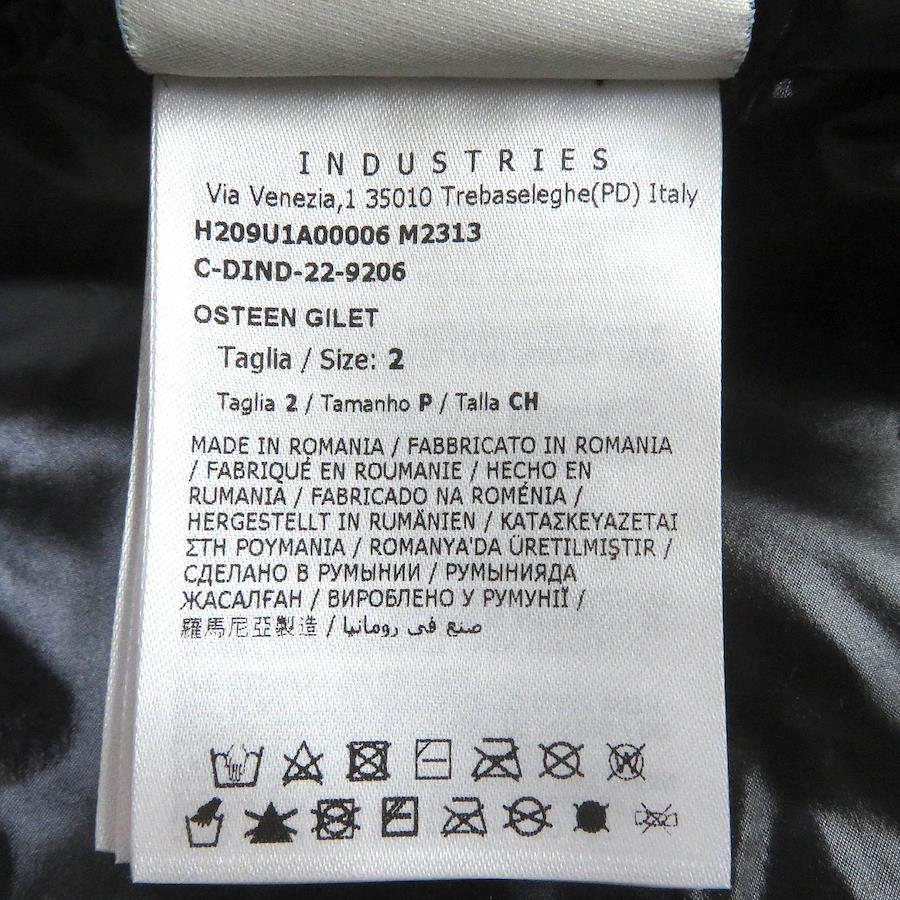 INDUSTRIES
Via Venezia,1 35010 Trebaseleghe(PD) Italy
H209U1A00006 M2313
C-DIND-22-9206
OSTEEN GILET
Taglia / Size: 2
Taglia 2 / Tamanho P / Talla CH
MADE IN ROMANIA / FABBRICATO IN ROMANIA
/ FABRIQUÉ EN ROUMANIE / HECHO EN
RUMANIA / FABRICADO NA ROMÉNIA /
HERGESTELLT IN RUMÄNIEN / ΚΑΤΑΣΚΕΥΑΖΕΤΑΙ
ΣΤΗ ΡΟΥΜΑΝΙΑ / ROMANYA'DA ÜRETILMIŞTIR /
СДЕЛАНО В РУМЫНИИ / РУМЫНИЯДА
ЖАСАЛҒАН / ВИРОБЛЕНО У РУМУНІЇ /
羅馬尼亞製造 / صنع في رومانيا